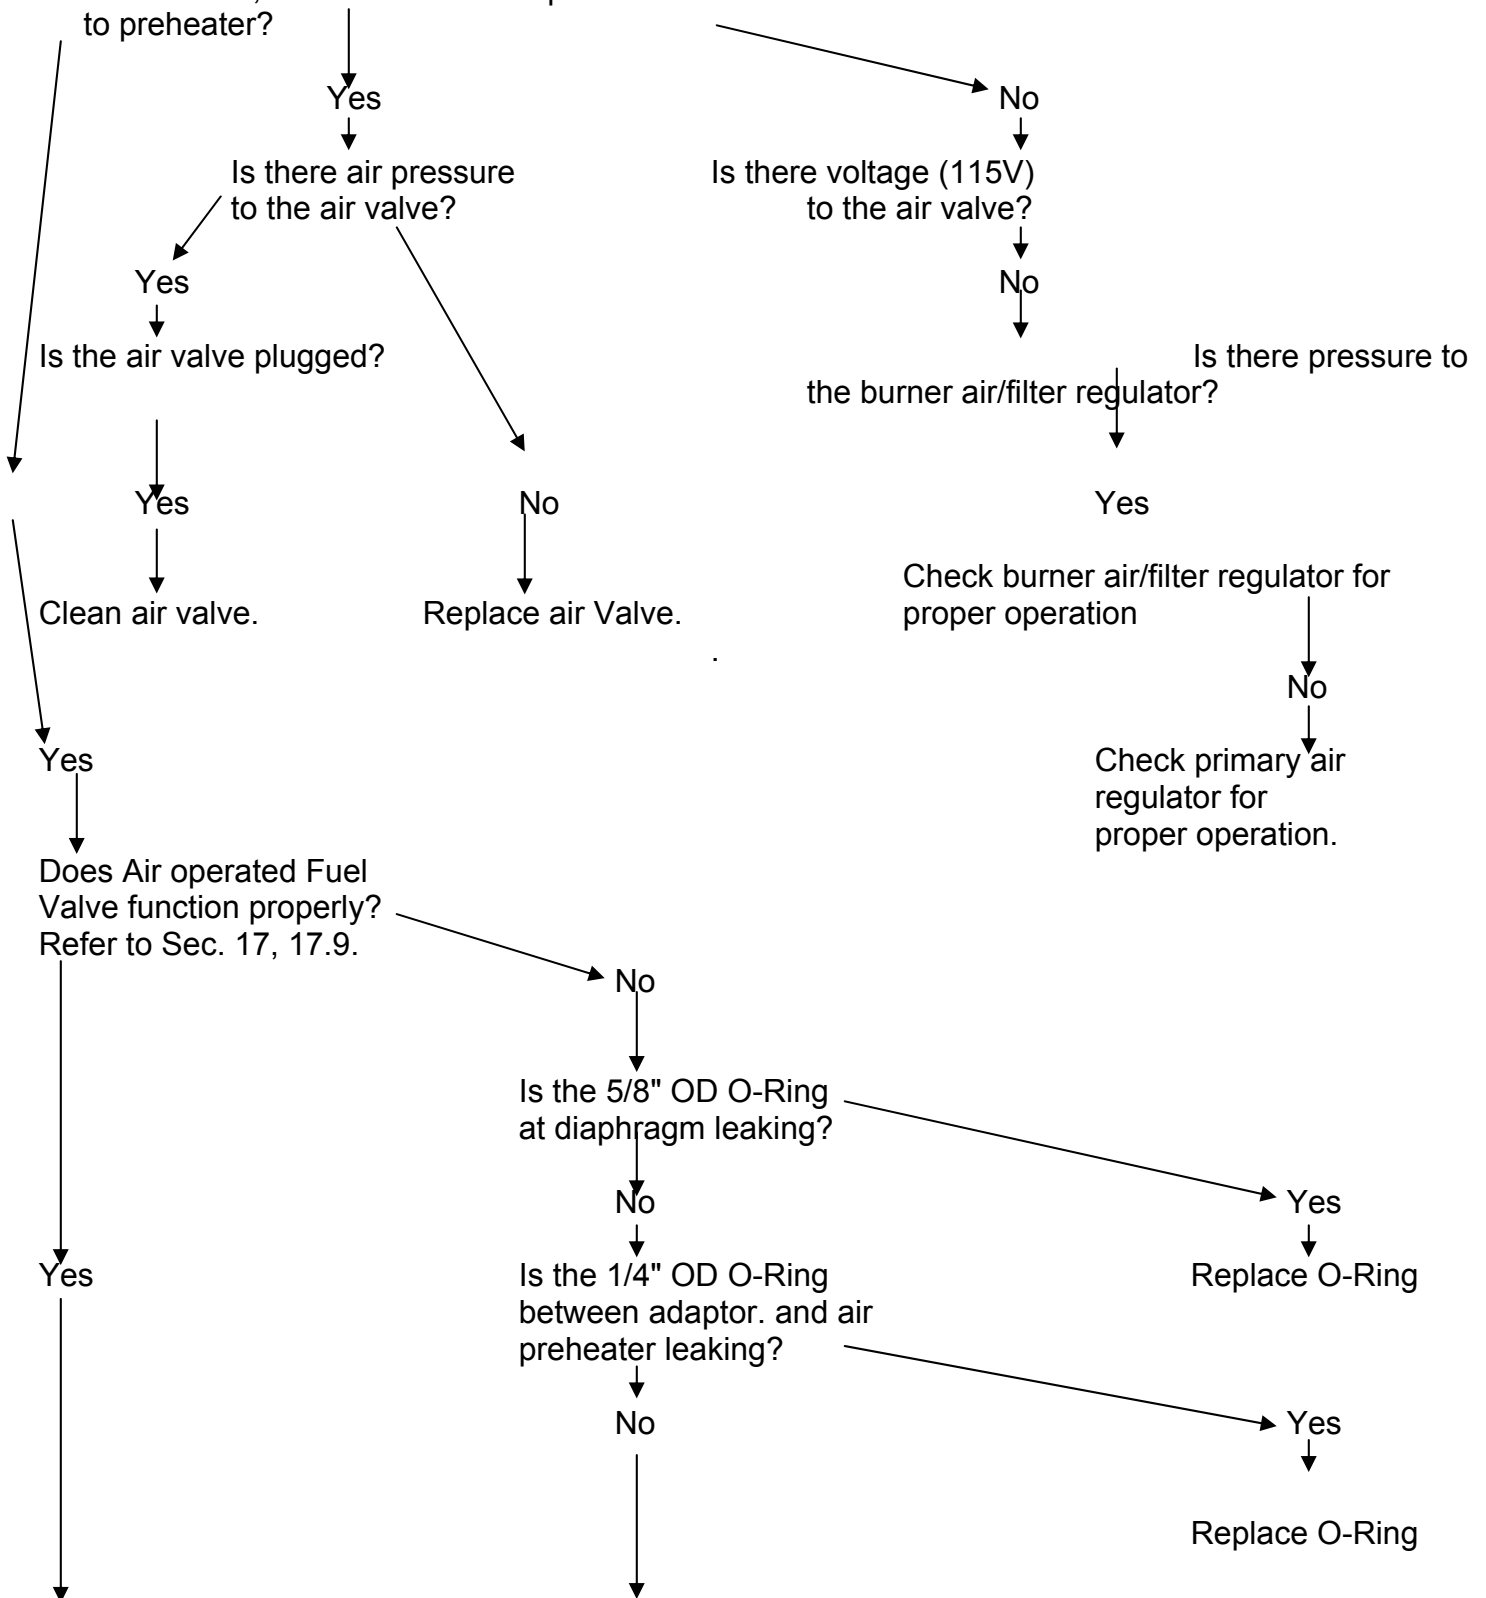 to preheater?
Yes
No
Is there air pressure
to the air valve?
Is there voltage (115V)
to the air valve?
Yes
No
Is the air valve plugged?
Is there pressure to
the burner air/filter regulator?
Yes
No
Yes
Clean air valve.
Replace air Valve.
.
Check burner air/filter regulator for
proper operation
No
Yes
Check primary air
regulator for
proper operation.
Does Air operated Fuel
Valve function properly?
Refer to Sec. 17, 17.9.
No
Is the 5/8" OD O-Ring
at diaphragm leaking?
No
Yes
Yes
Is the 1/4" OD O-Ring
between adaptor. and air
preheater leaking?
Replace O-Ring
No
Yes
Replace O-Ring